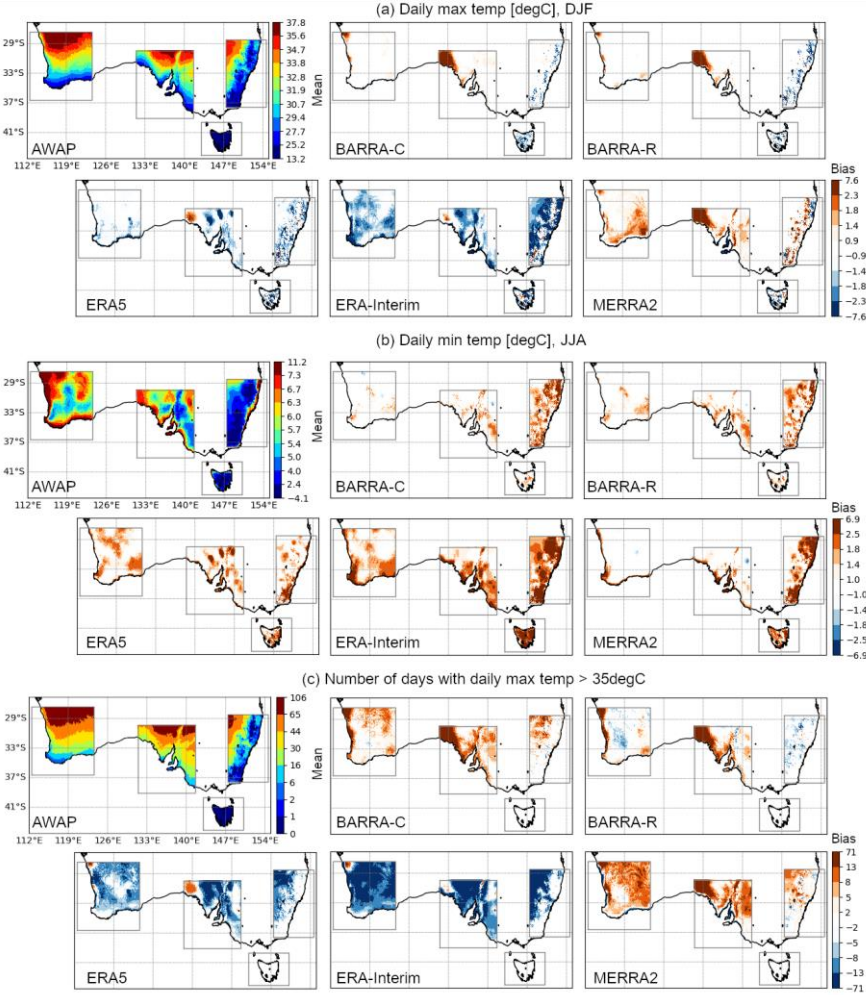 (a) Daily max temp [degC], DJF
29°S
33°S
37°S
41°S
112°E 119°E 126°E 133°E 140°E 147°E 154°E
AWAP
37.8
35.6
34.7
33.8
32.9
31.9
30.7
29.4
27.7
25.2
13.2
Mean
BARRA-C
BARRA-R
ERA5
ERA-Interim
MERRA2
Bias
7.6
2.3
1.8
1.4
0.9
−0.9
−1.4
−1.8
−2.3
−7.6
(b) Daily min temp [degC], JJA
29°S
33°S
37°S
41°S
112°E 119°E 126°E 133°E 140°E 147°E 154°E
AWAP
11.2
7.3
6.7
6.3
6.0
5.7
5.4
4.9
4.0
2.4
−4.1
Mean
BARRA-C
BARRA-R
ERA5
ERA-Interim
MERRA2
Bias
6.9
2.5
1.8
1.4
1.0
−1.0
−1.4
−1.8
−2.5
−6.9
(c) Number of days with daily max temp > 35degC
29°S
33°S
37°S
41°S
112°E 119°E 126°E 133°E 140°E 147°E 154°E
AWAP
106
65
44
30
16
6
2
1
0
Mean
BARRA-C
BARRA-R
ERA5
ERA-Interim
MERRA2
Bias
71
13
8
5
2
−2
−5
−8
−13
−71